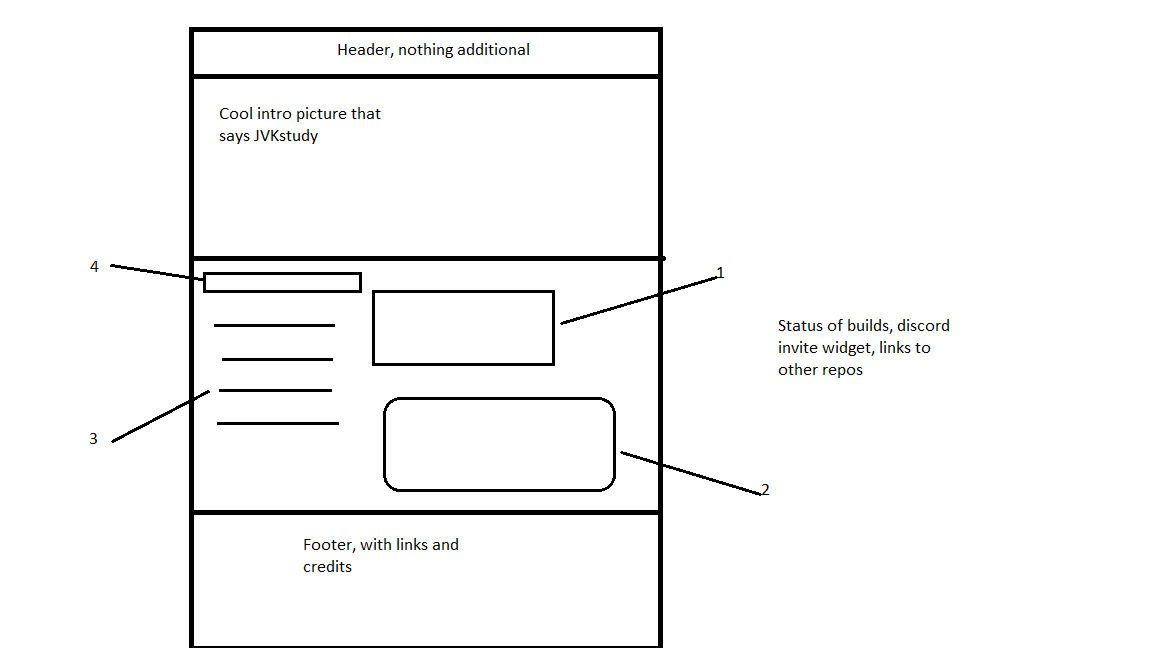 Header, nothing additional
Cool intro picture that
says JVKstudy
4
1
Status of builds, discord
invite widget, links to
other repos
3
2
Footer, with links and
credits